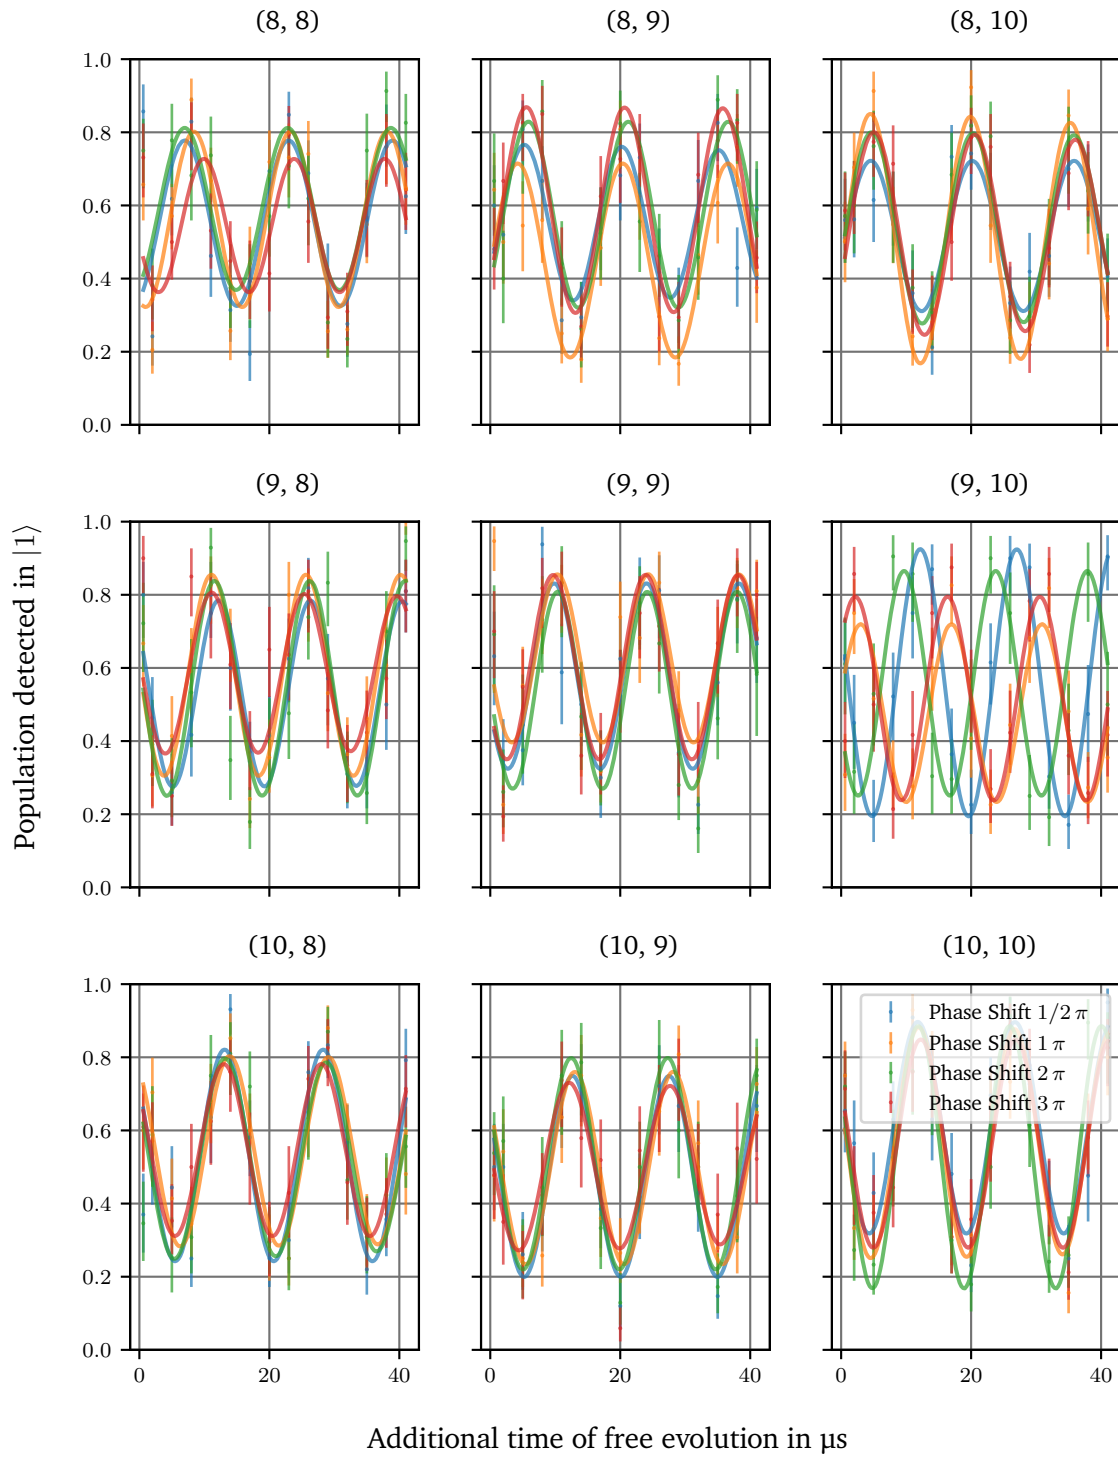 (8, 8) (8, 9) (8, 10)
1.0
0.8
0.6
0.4
0.2
0.0
(9, 8) (9, 9) (9, 10)
1.0
0.8
0.6
0.4
0.2
0.0
Population detected in |1⟩
(10, 8) (10, 9) (10, 10)
1.0
0.8
0.6
0.4
0.2
0.0
Phase Shift 1/2 π
Phase Shift 1 π
Phase Shift 2 π
Phase Shift 3 π
0 20 40 0 20 40 0 20 40
Additional time of free evolution in µs